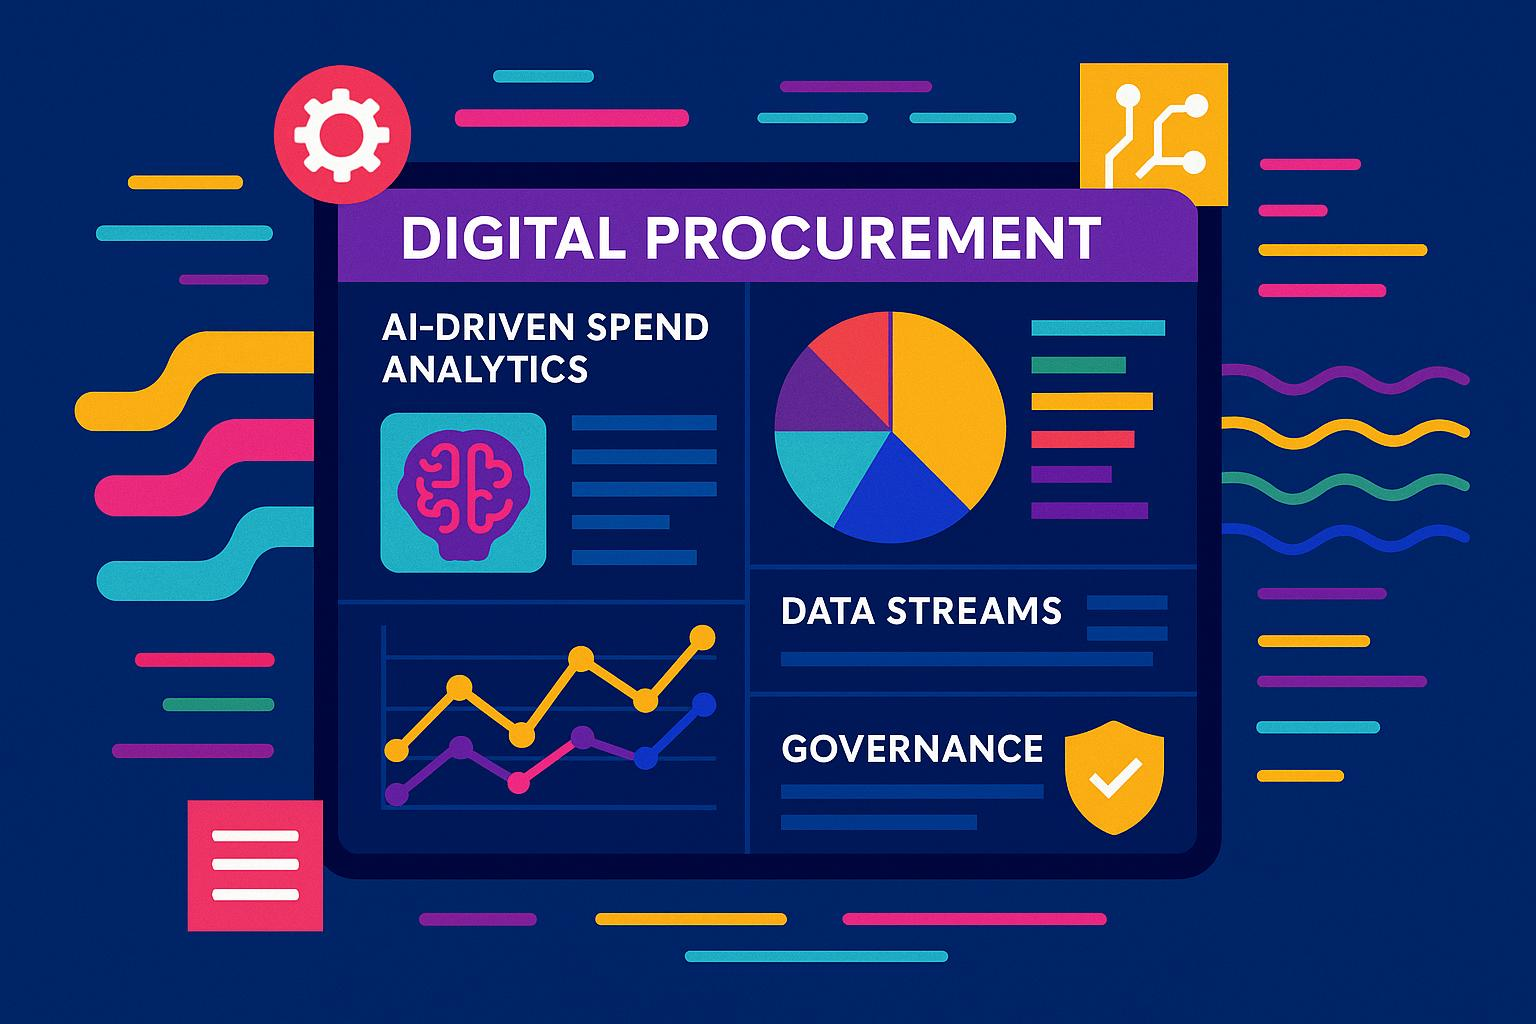 DIGITAL PROCUREMENT
AI-DRIVEN SPEND
ANALYTICS
DATA STREAMS
GOVERNANCE